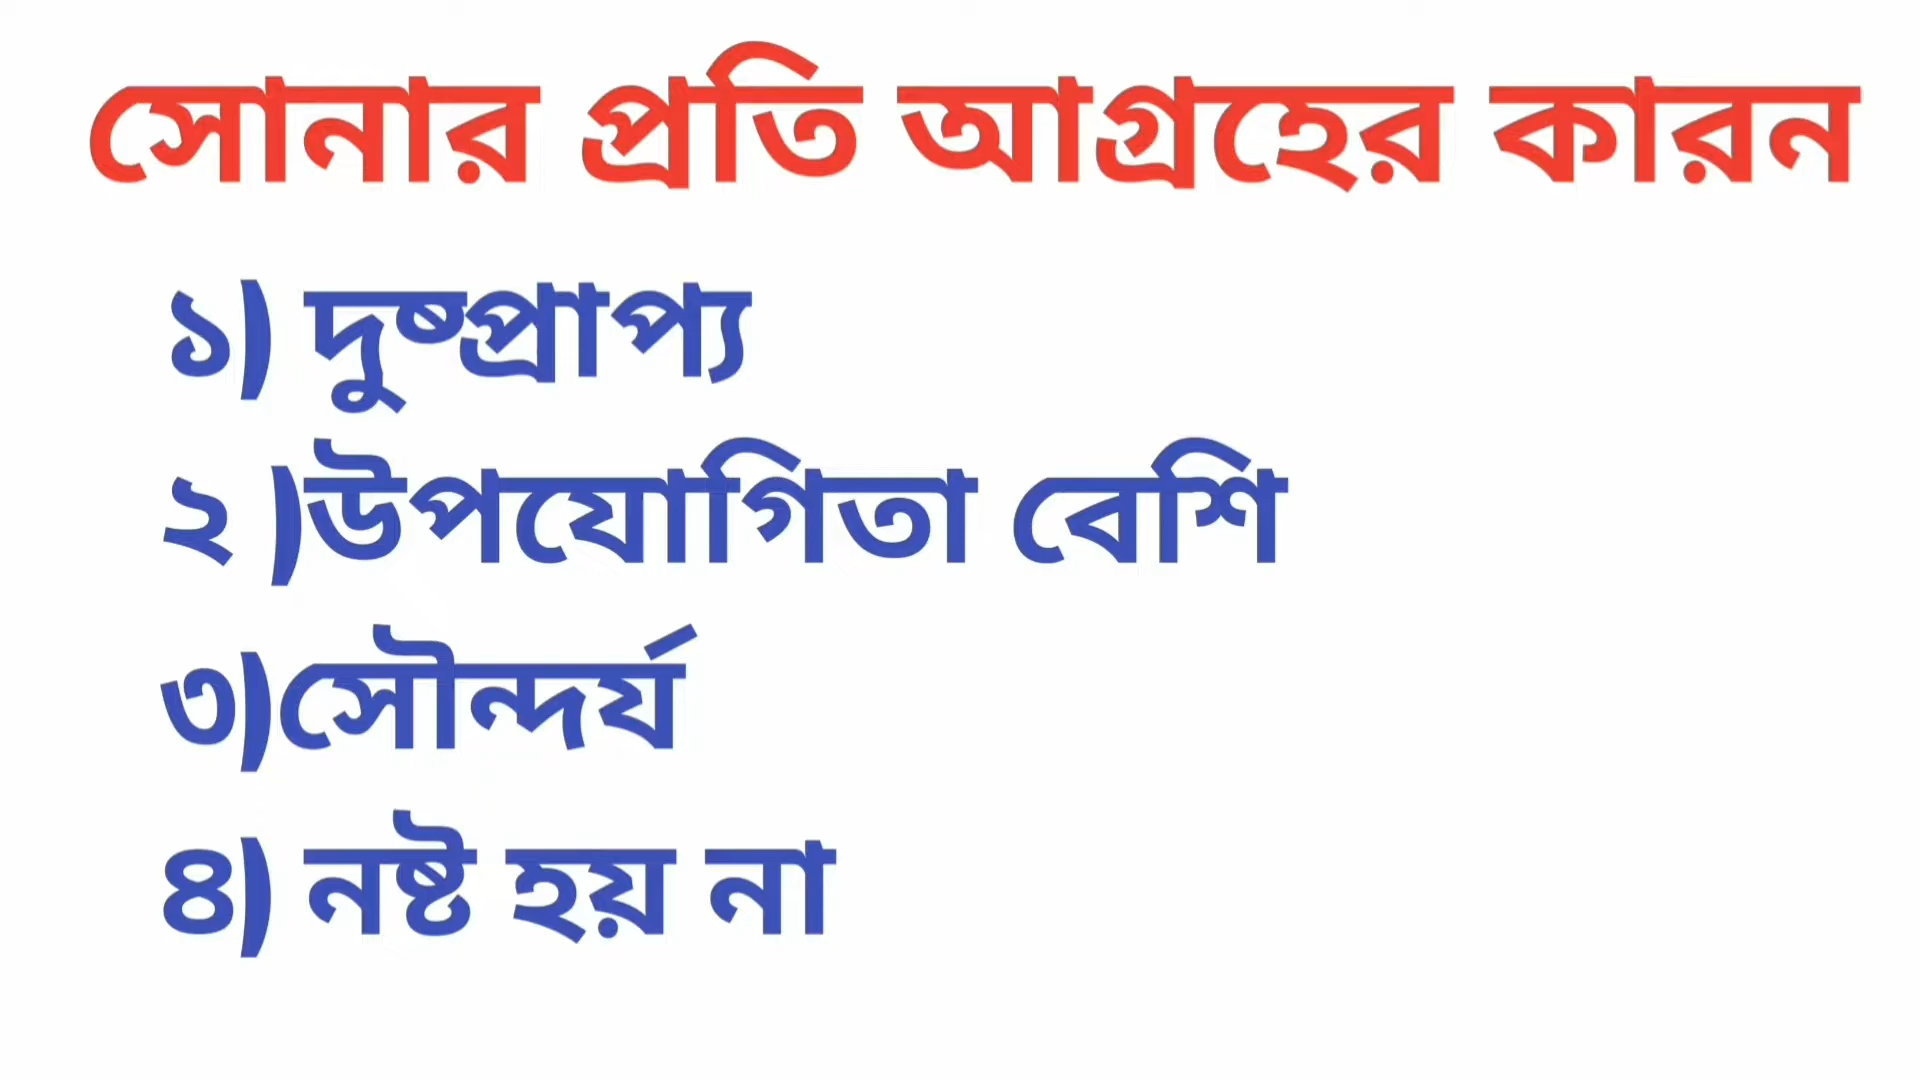 সোনার প্রতি আগ্রহের কারন
১) দুষ্প্রাপ্য
২ )উপযোগিতা বেশি
৩)সৌন্দর্য
৪) নষ্ট হয় না